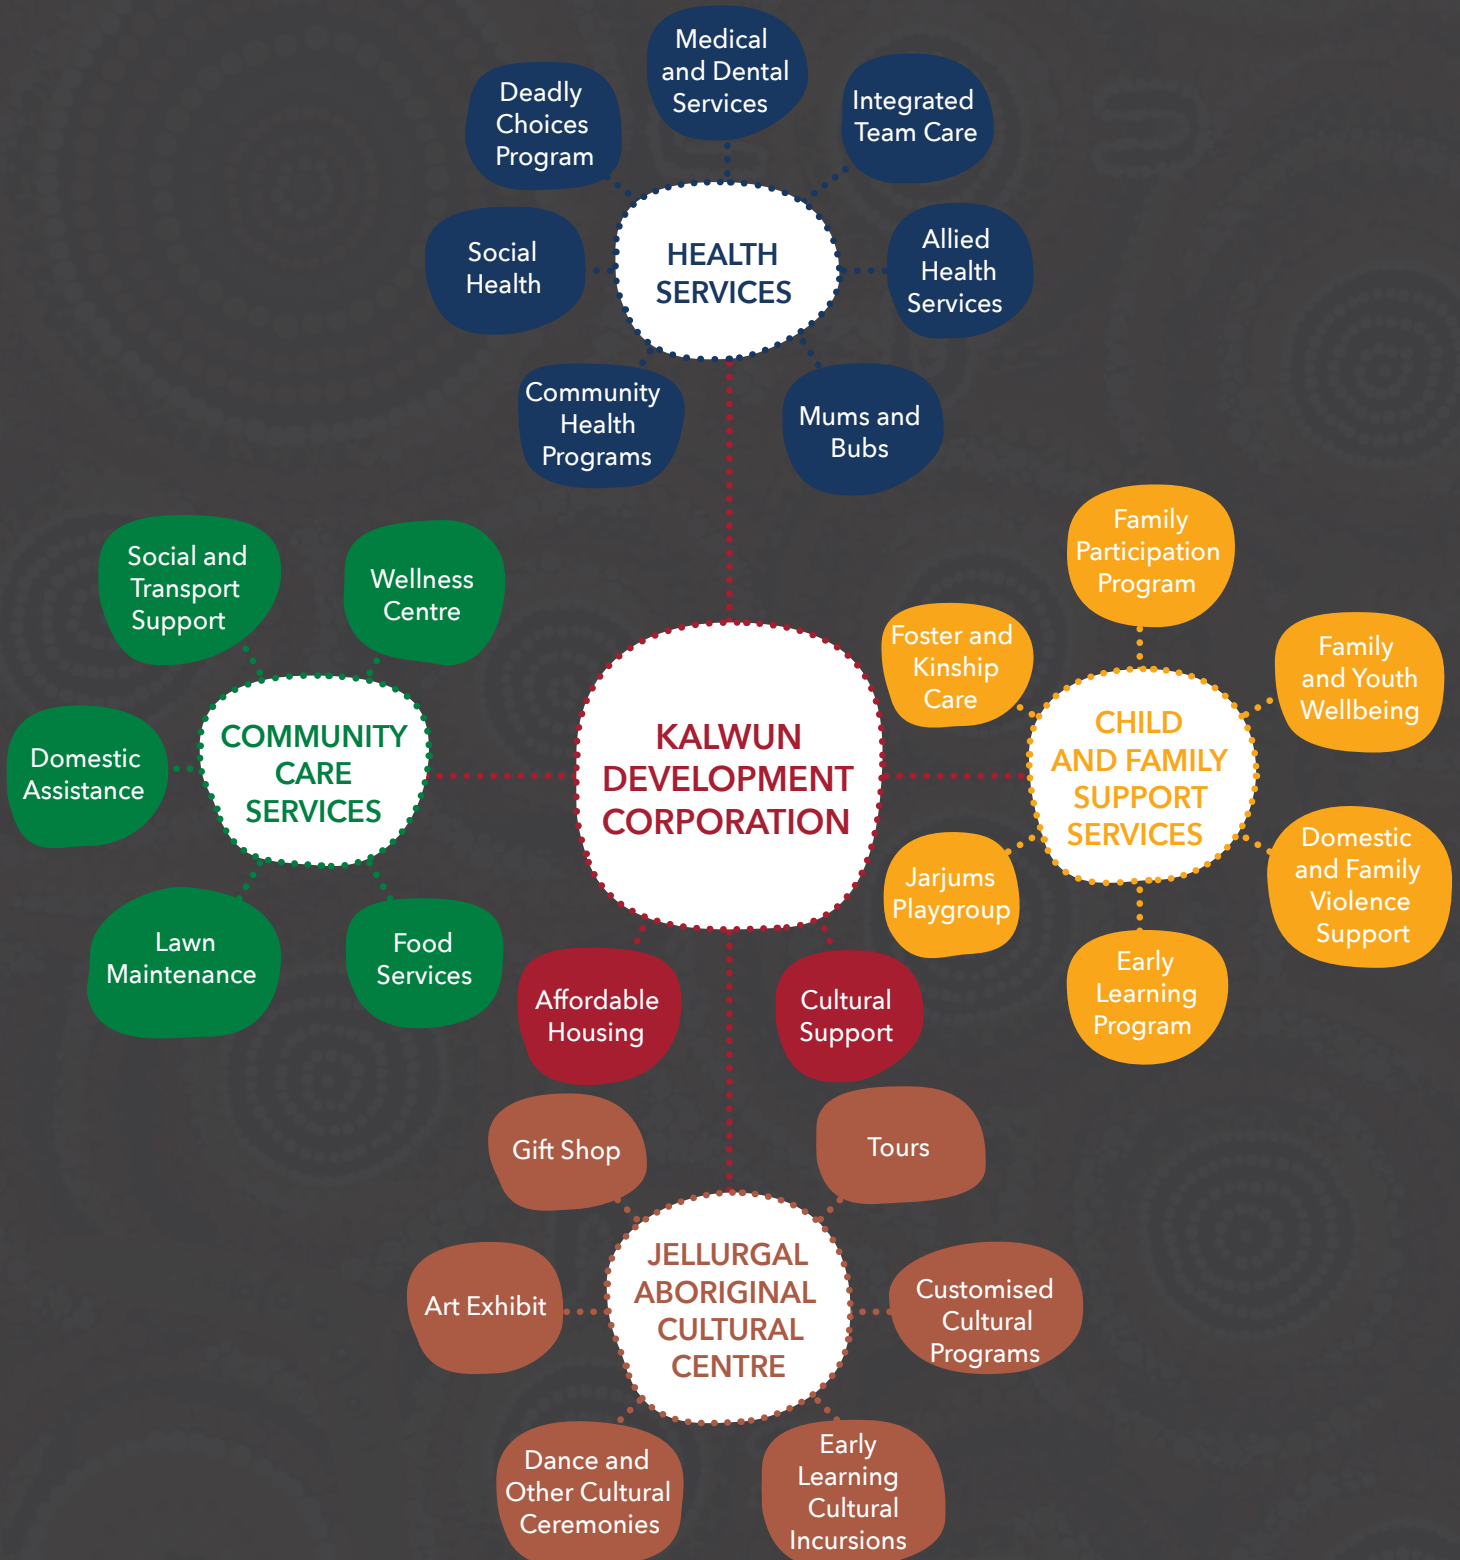 Medical
and Dental
Services
Deadly
Choices
Program
Integrated
Team Care
Social
Health
HEALTH
SERVICES
Allied
Health
Services
Community
Health
Programs
Mums and
Bubs
Social and
Transport
Support
Wellness
Centre
Domestic
Assistance
COMMUNITY
CARE
SERVICES
Lawn
Maintenance
Food
Services
KALWUN
DEVELOPMENT
CORPORATION
Affordable
Housing
Cultural
Support
Family
Participation
Program
Foster and
Kinship
Care
Family
and Youth
Wellbeing
CHILD
AND FAMILY
SUPPORT
SERVICES
Jarjums
Playgroup
Domestic
and Family
Violence
Support
Early
Learning
Program
Gift Shop
Tours
Art Exhibit
JELLURGAL
ABORIGINAL
CULTURAL
CENTRE
Customised
Cultural
Programs
Dance and
Other Cultural
Ceremonies
Early
Learning
Cultural
Incursions